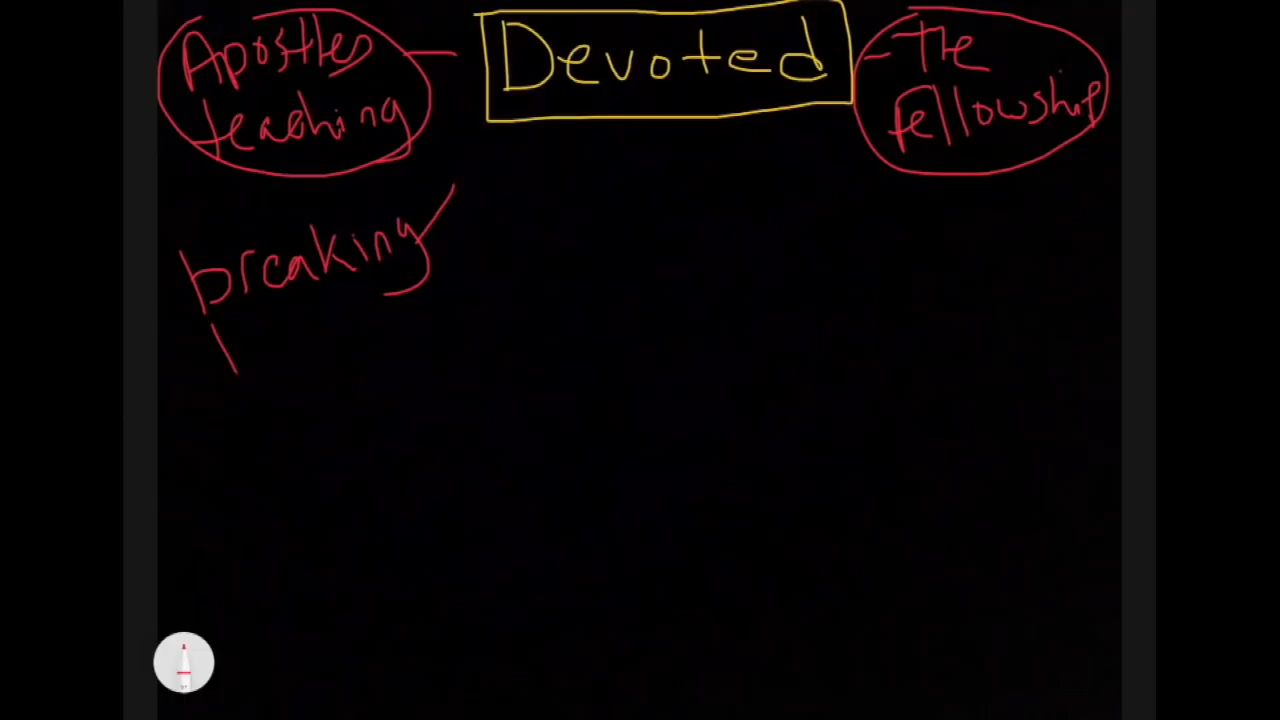 Apostles
teaching
Devoted
The
fellowship
breaking